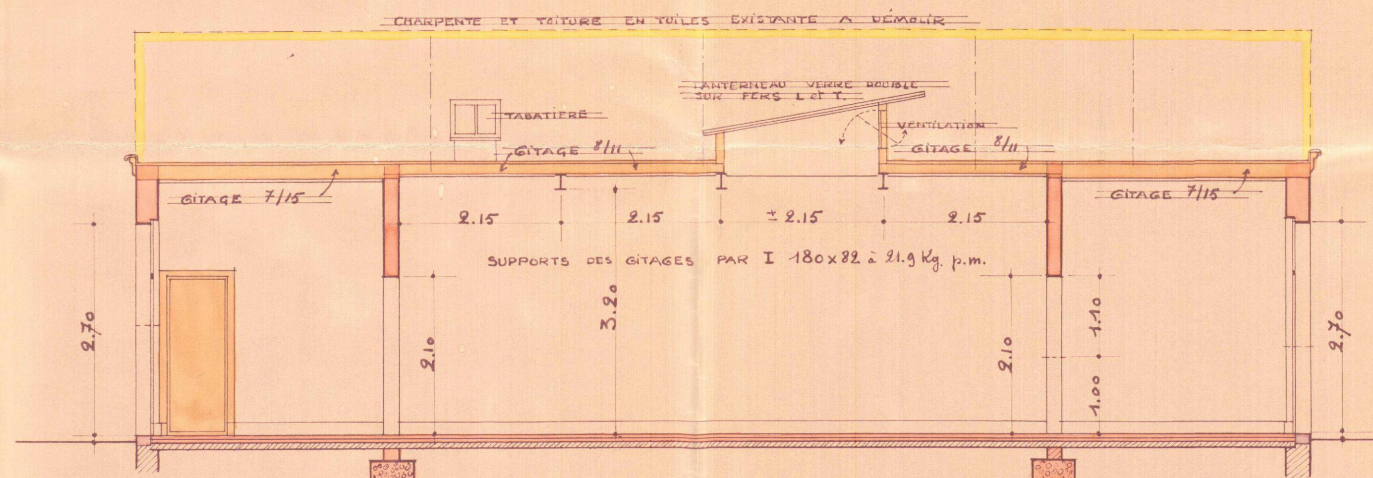 CHARPENTE ET TOITURE EN TUILES EXISTANTE A DÉMOLIR
LANTERNEAU VERRE DOUBLE
SUR FERS L et T.
TABATIÈRE
VENTILATION
GITAGE 8/11
GITAGE 8/11
GITAGE 7/15
GITAGE 7/15
2.15
2.15
± 2.15
2.15
SUPPORTS DES GITAGES PAR I 180x82 à 21.9 Kg. p.m.
2.70
2.10
3.20
2.10
1.10
1.00
2.70